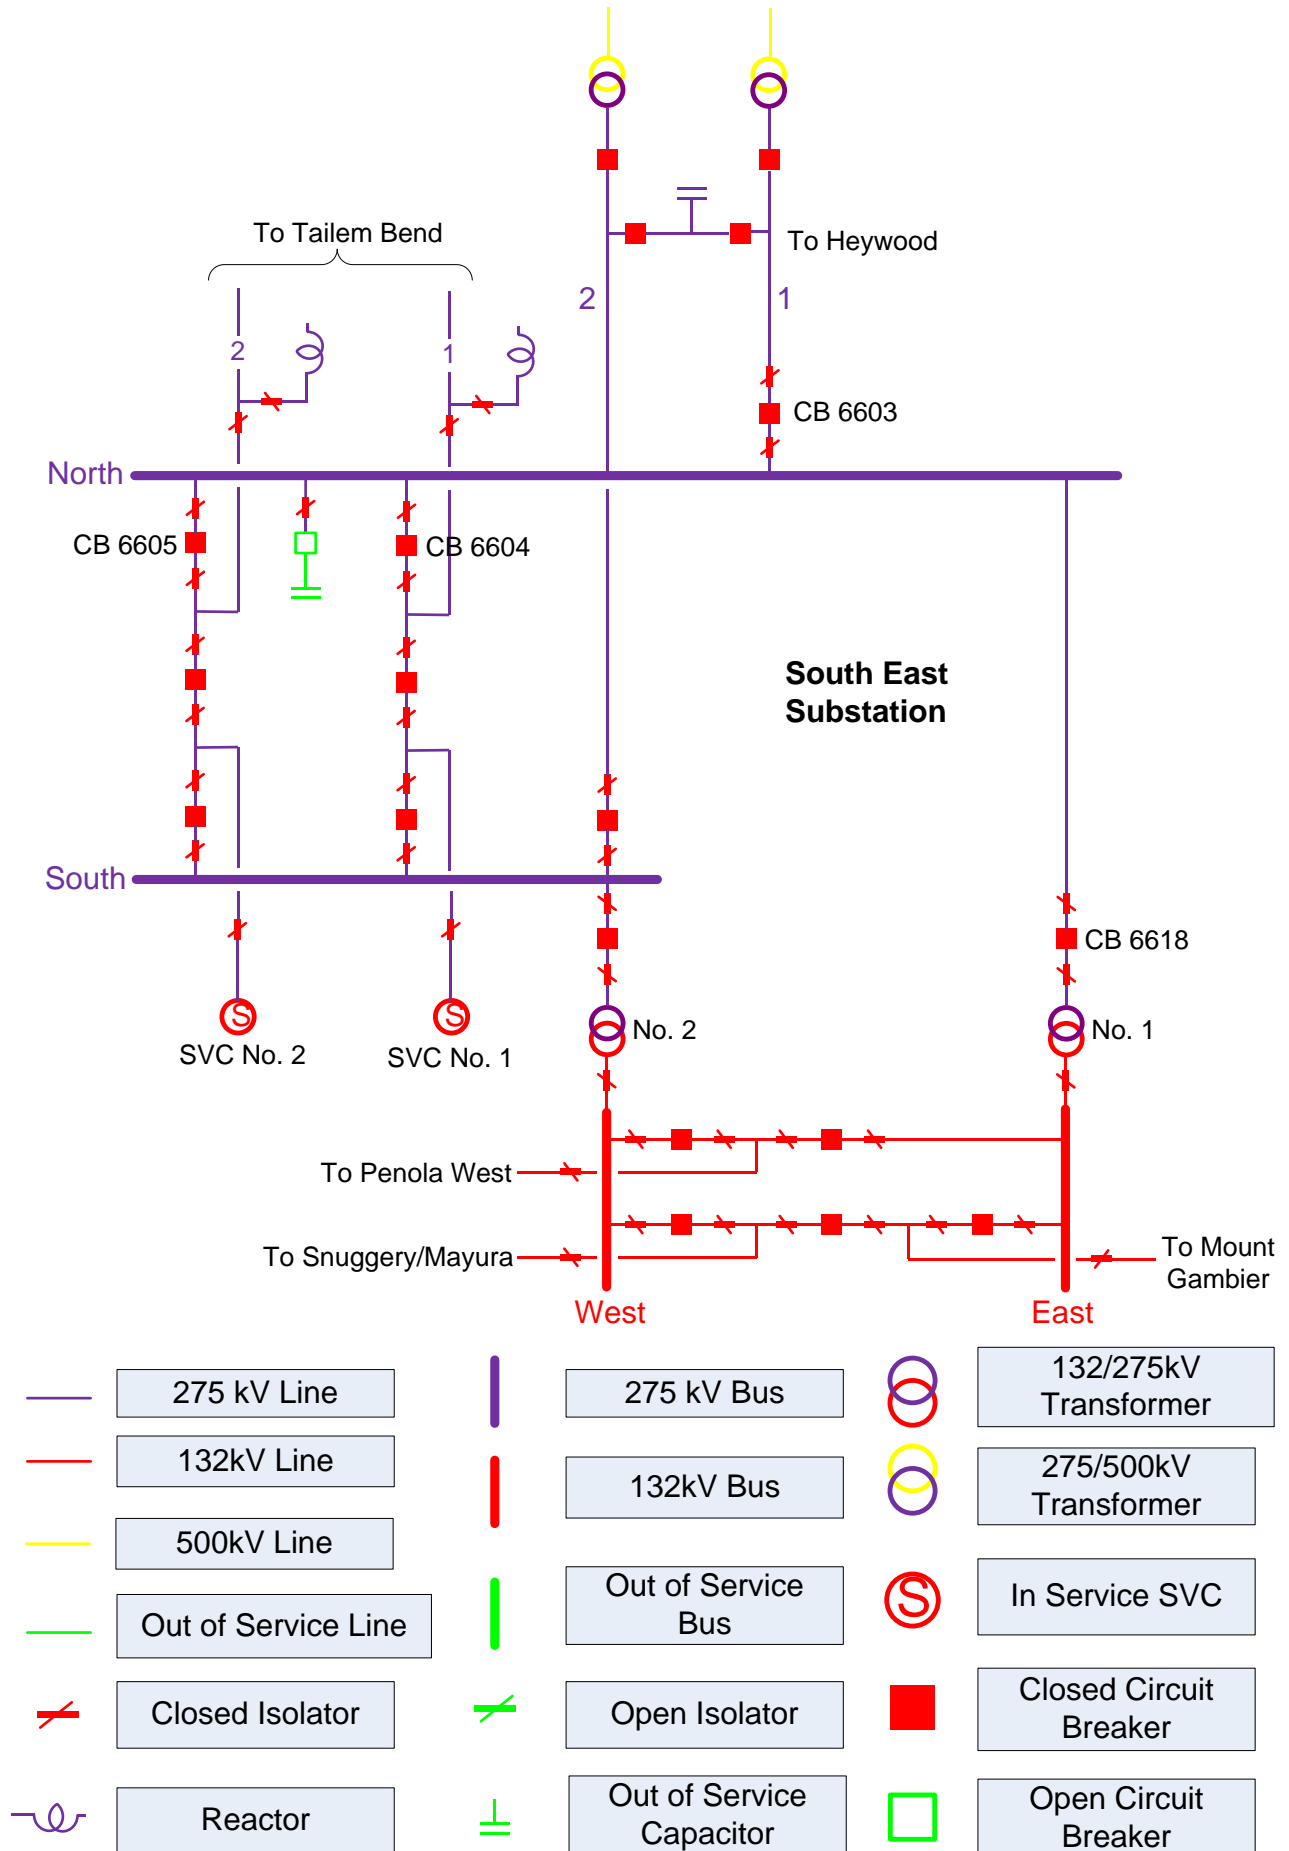 To Tailem Bend
To Heywood
2
1
2
1
CB 6603
North
CB 6605
CB 6604
South East
Substation
South
CB 6618
S
S
No. 2
No. 1
SVC No. 2
SVC No. 1
To Penola West
To Snuggery/Mayura
To Mount
Gambier
West
East
275 kV Line
275 kV Bus
132/275kV
Transformer
132kV Line
132kV Bus
275/500kV
Transformer
500kV Line
Out of Service Line
Out of Service
Bus
S
In Service SVC
Closed Isolator
Open Isolator
Closed Circuit
Breaker
Reactor
Out of Service
Capacitor
Open Circuit
Breaker